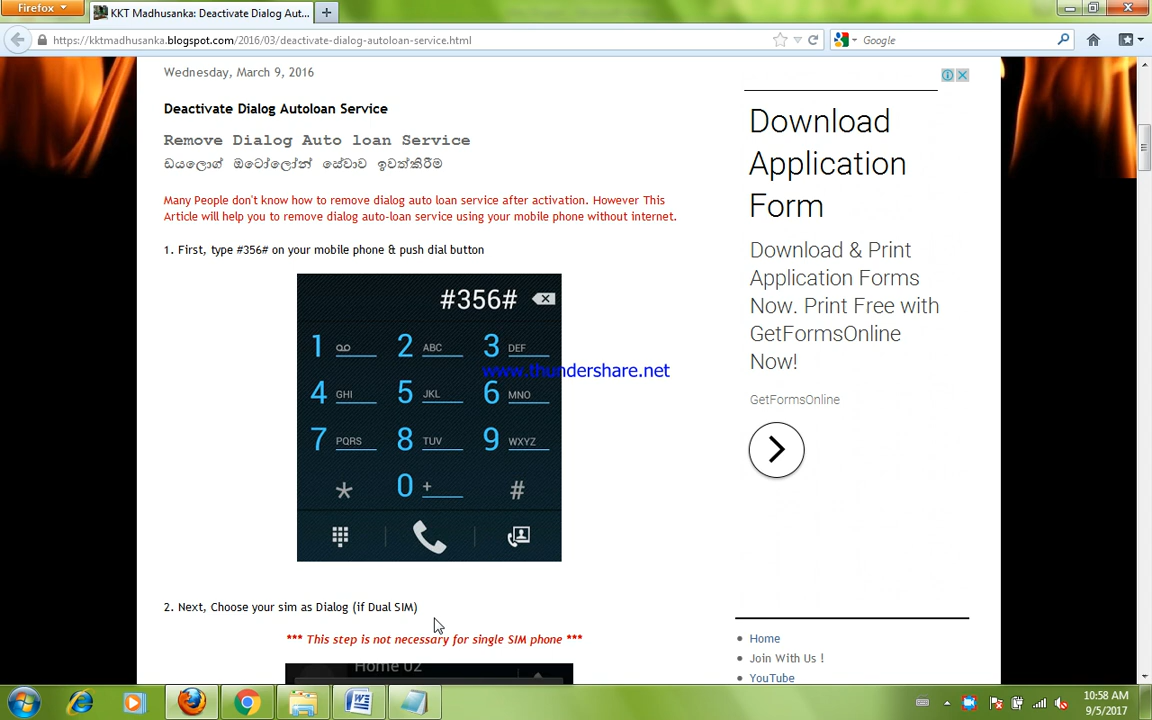 Firefox
KKT Madhusanka: Deactivate Dialog Aut...
https://kktmadhusanka.blogspot.com/2016/03/deactivate-dialog-autoloan-service.html
Google
Wednesday, March 9, 2016
Deactivate Dialog Autoloan Service
Remove Dialog Auto loan Service
ඩයලොග් ඔටෝලෝන් සේවාව ඉවත්කිරීම
Many People don't know how to remove dialog auto loan service after activation. However This
Article will help you to remove dialog auto-loan service using your mobile phone without internet.
1. First, type #356# on your mobile phone & push dial button
#356#
1 2 ABC 3 DEF
www.thundershare.net
4 GHI 5 JKL 6 MNO
7 PQRS 8 TUV 9 WXYZ
* 0 + #
2. Next, Choose your sim as Dialog (if Dual SIM)
*** This step is not necessary for single SIM phone ***
Home 02
Download
Application
Form
Download & Print
Application Forms
Now. Print Free with
GetFormsOnline
Now!
GetFormsOnline
Home
Join With Us !
YouTube
10:58 AM
9/5/2017